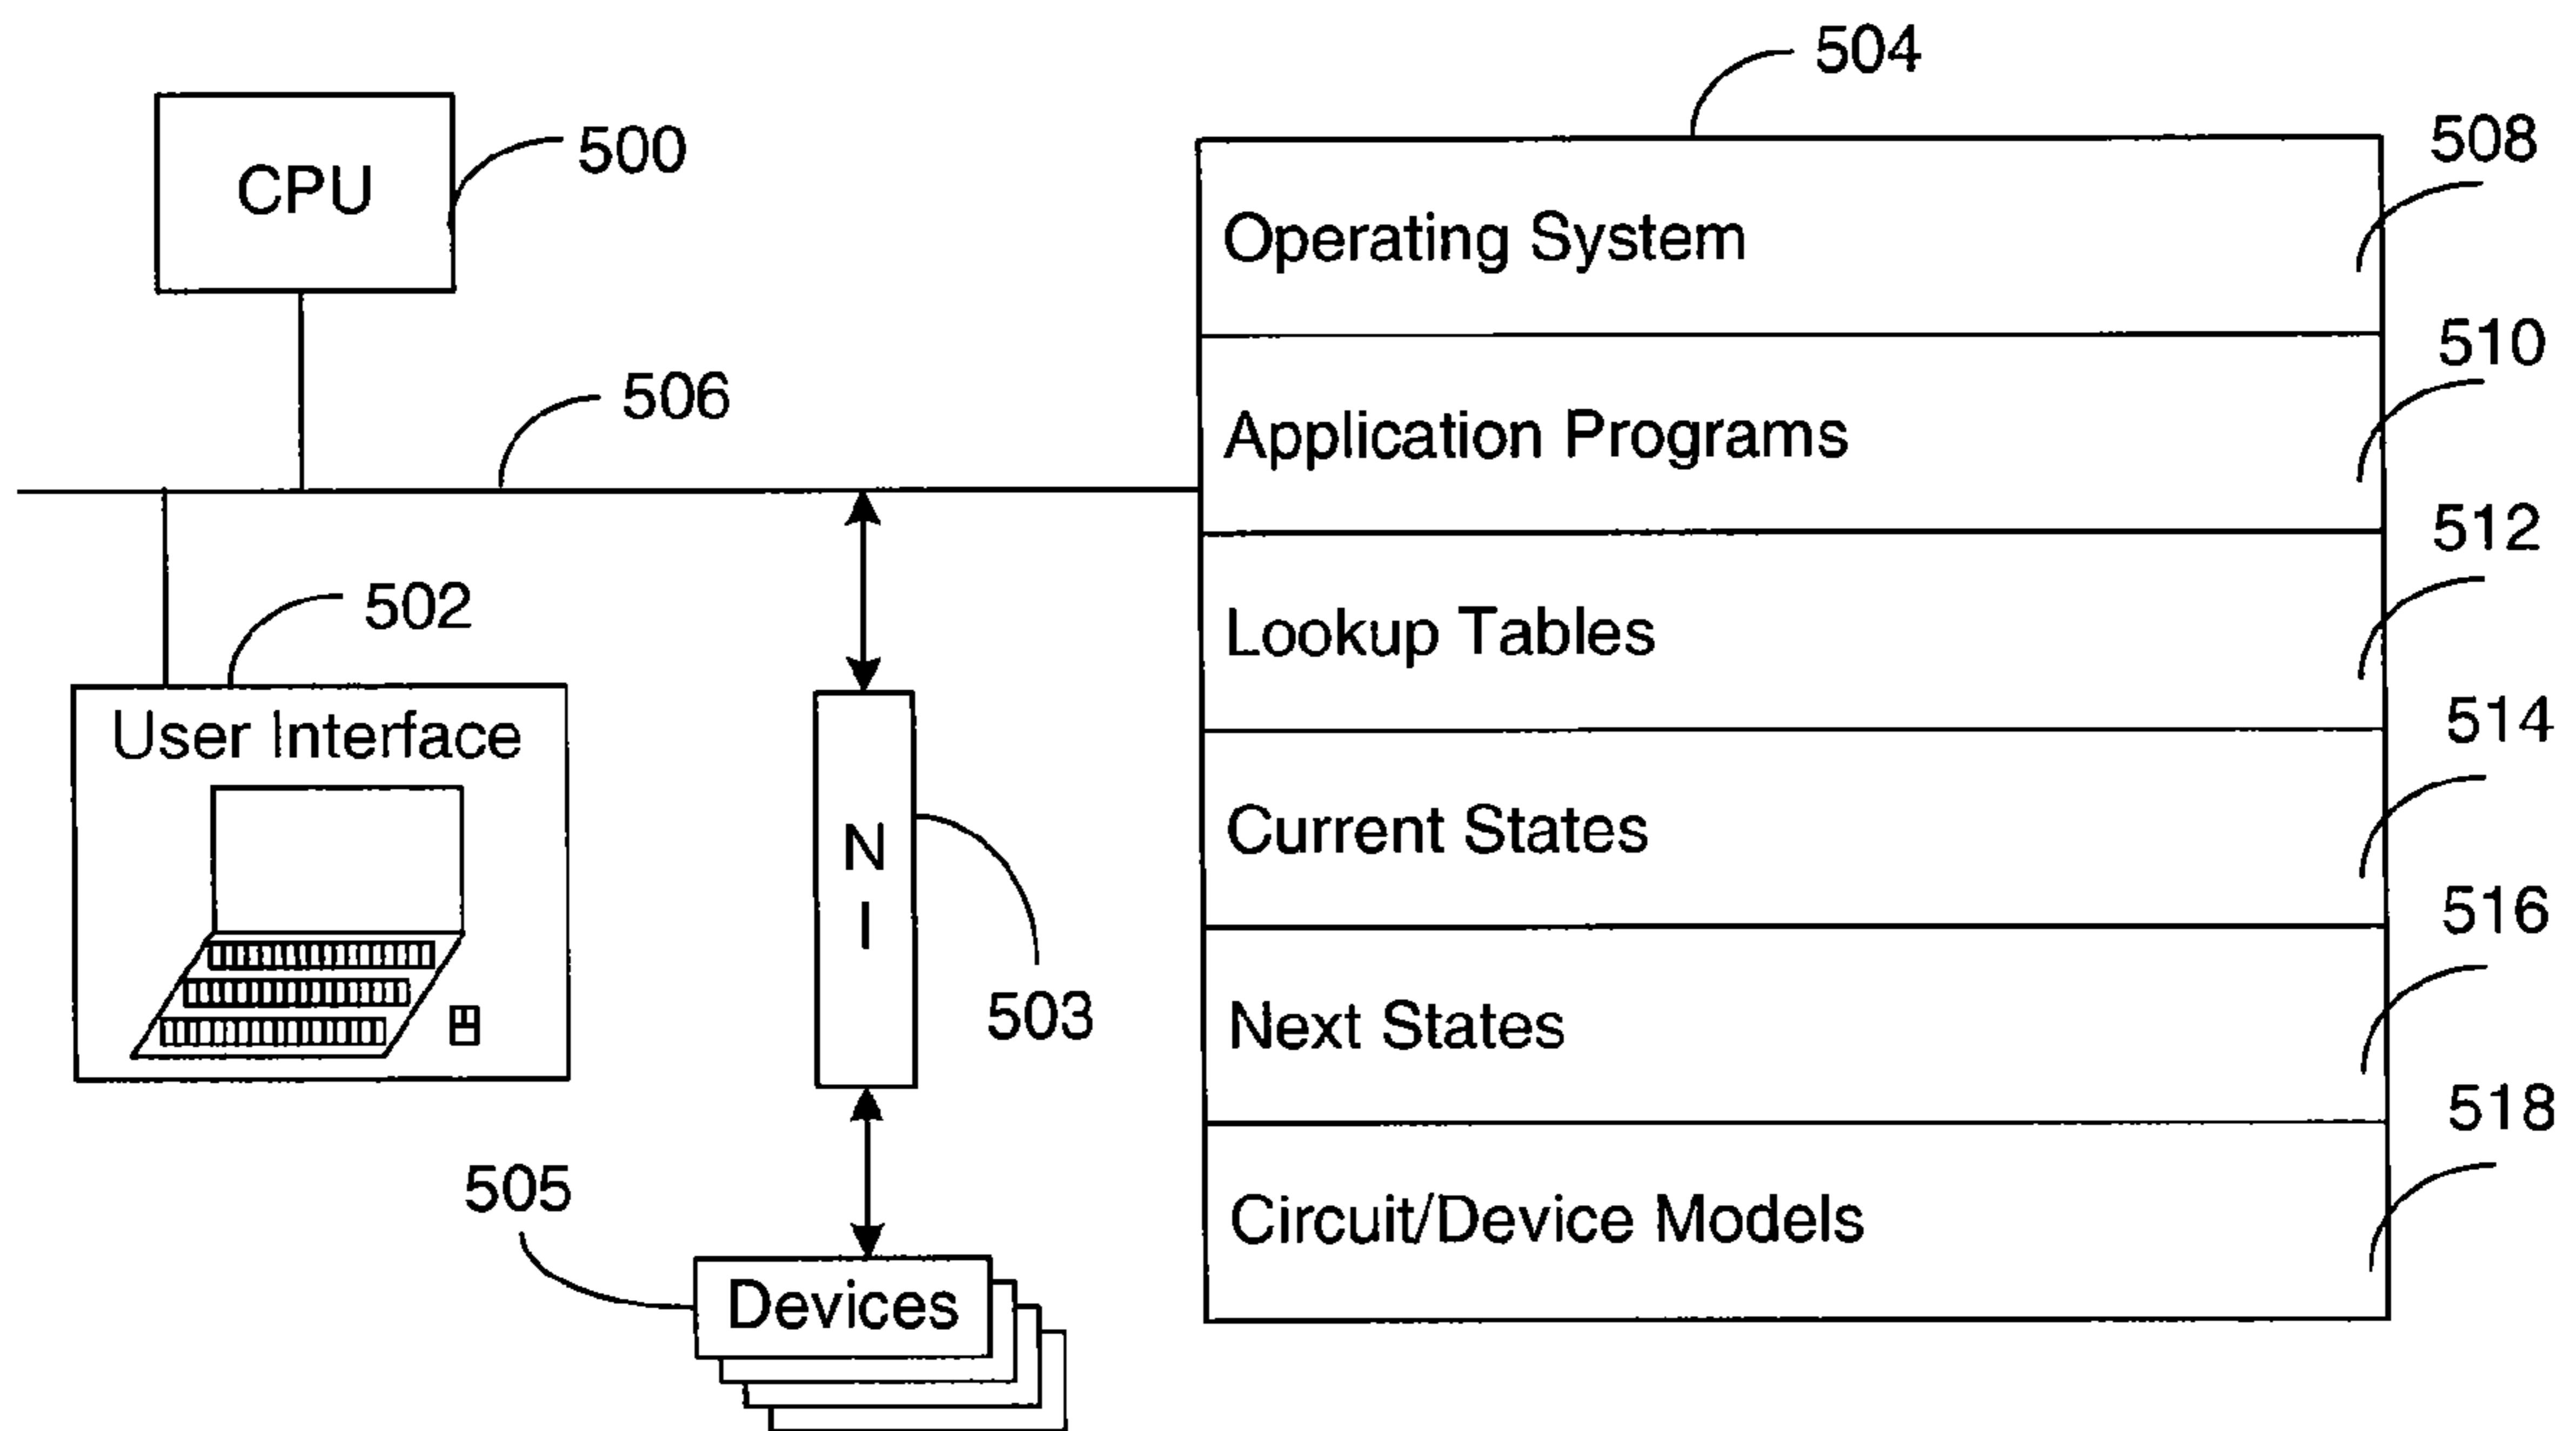 504
CPU
500
508
Operating System
510
506
Application Programs
512
502
Lookup Tables
User Interface
514
N
I
Current States
516
503
Next States
518
505
Circuit/Device Models
Devices